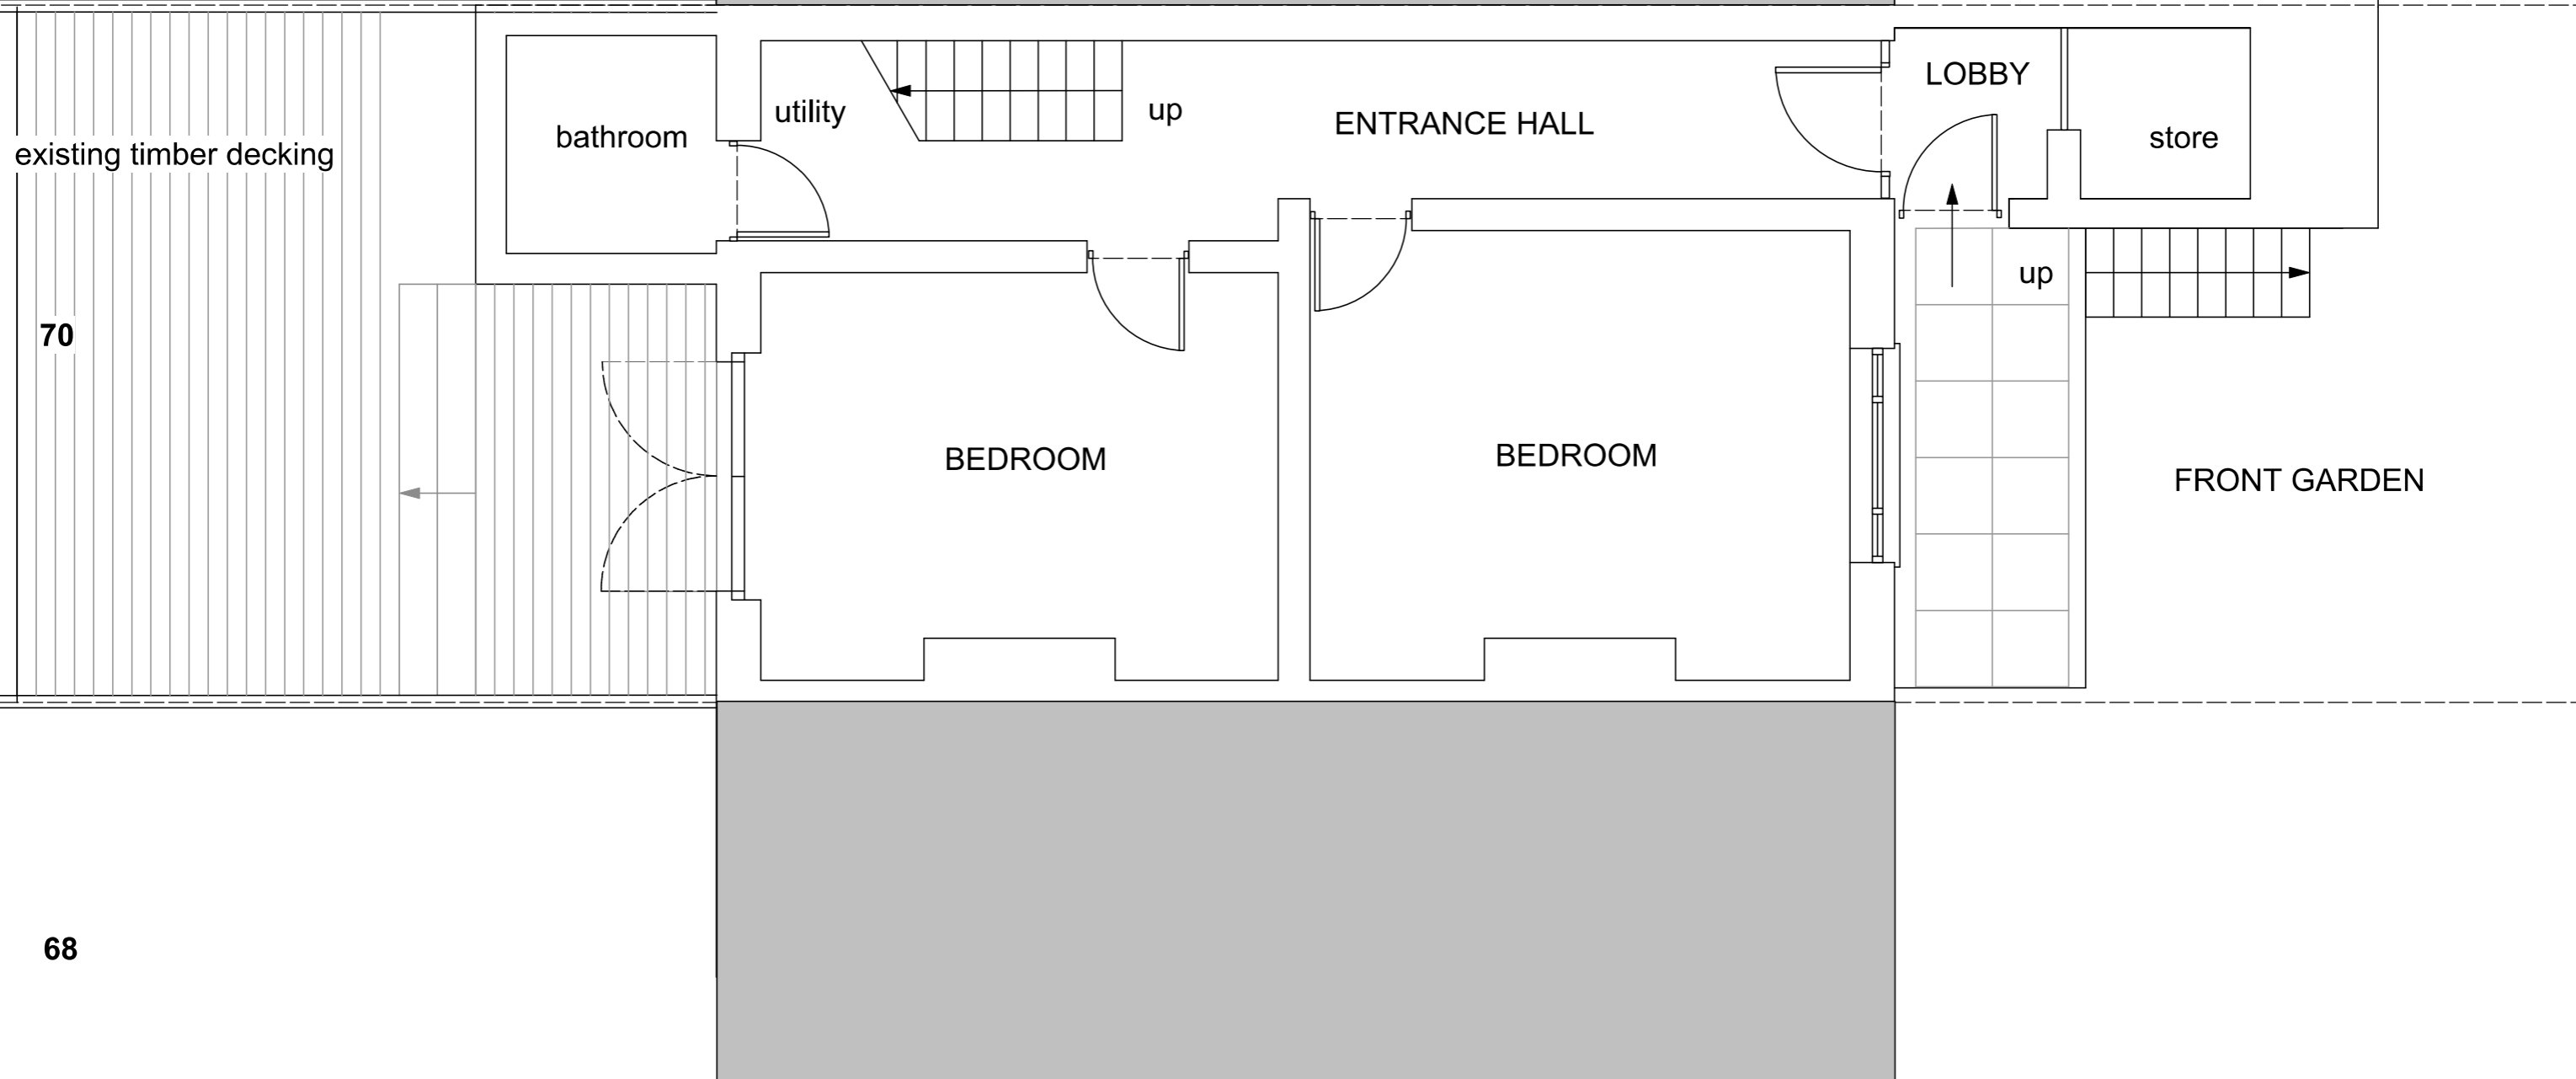 LOBBY
utility
up
ENTRANCE HALL
bathroom
store
existing timber decking
up
70
BEDROOM
BEDROOM
FRONT GARDEN
68